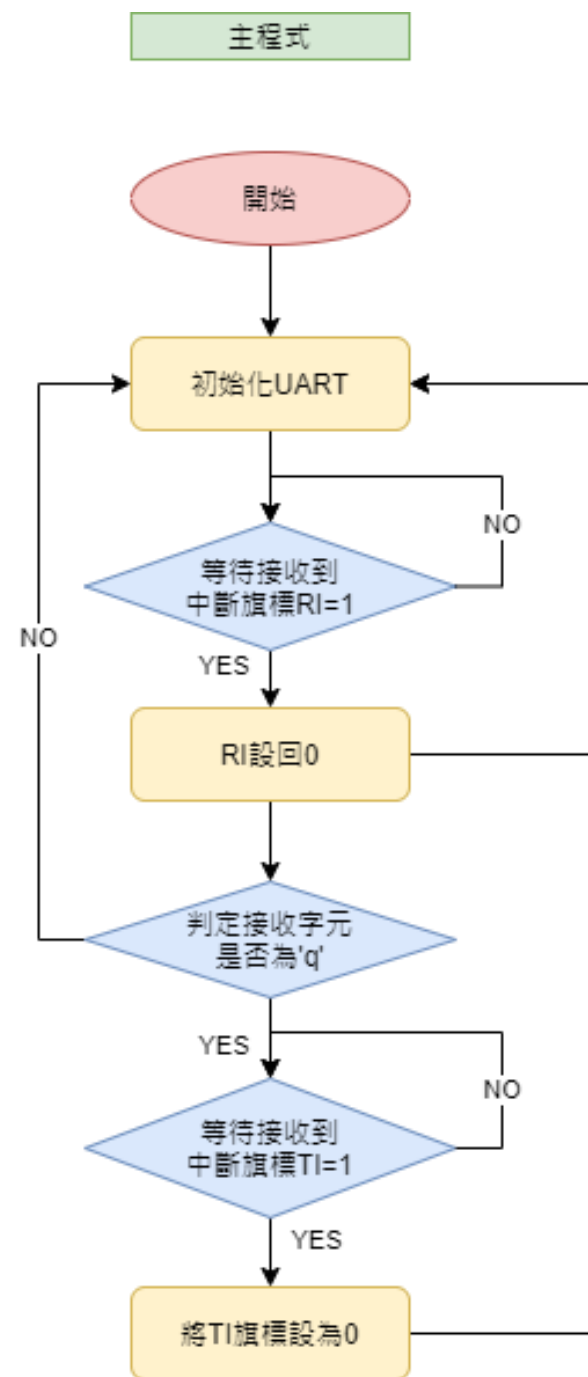 主程式
開始
初始化UART
NO
等待接收到
中斷旗標RI=1
NO
YES
RI設回0
判定接收字元
是否為'q'
YES
NO
等待接收到
中斷旗標TI=1
YES
將TI旗標設為0